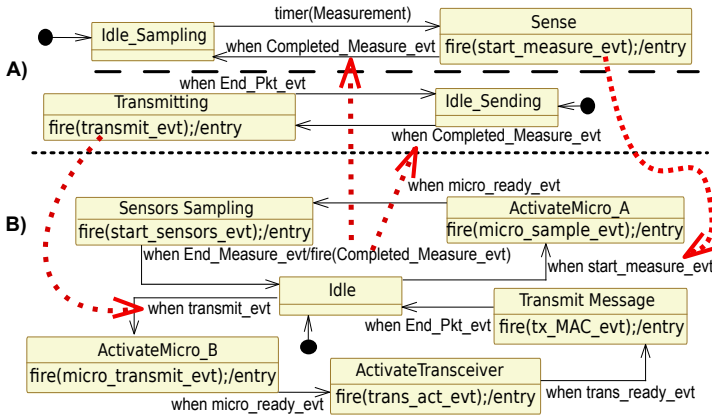 timer(Measurement)
Sense
Idle_Sampling
when Completed_Measure_evt
fire(start_measure_evt);/entry
A)
when End_Pkt_evt
Transmitting
Idle_Sending
fire(transmit_evt);/entry
when Completed_Measure_evt
when micro_ready_evt
B)
Sensors Sampling
ActivateMicro_A
fire(start_sensors_evt);/entry
fire(micro_sample_evt);/entry
when End_Measure_evt/fire(Completed_Measure_evt)
when start_measure_evt
Idle
Transmit Message
when transmit_evt
when End_Pkt_evt
fire(tx_MAC_evt);/entry
ActivateMicro_B
ActivateTransceiver
fire(micro_transmit_evt);/entry
fire(trans_act_evt);/entry
when trans_ready_evt
when micro_ready_evt